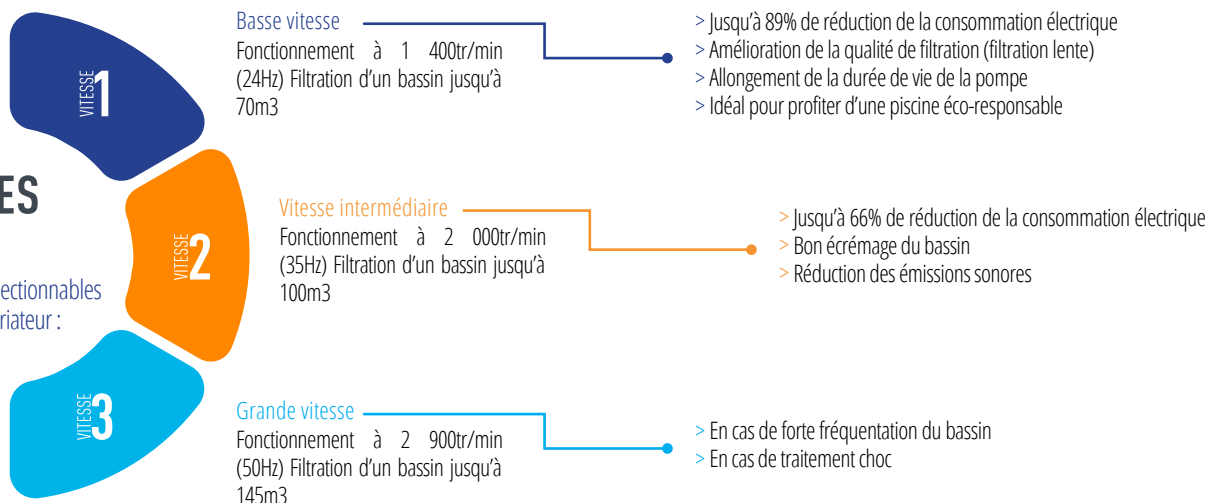 VITESSE 1
Basse vitesse
Fonctionnement à 1 400tr/min
(24Hz) Filtration d'un bassin jusqu'à
70m3
> Jusqu'à 89% de réduction de la consommation électrique
> Amélioration de la qualité de filtration (filtration lente)
> Allongement de la durée de vie de la pompe
> Idéal pour profiter d'une piscine éco-responsable
ES
ectionnables
riateur :
VITESSE 2
Vitesse intermédiaire
Fonctionnement à 2 000tr/min
(35Hz) Filtration d'un bassin jusqu'à
100m3
> Jusqu'à 66% de réduction de la consommation électrique
> Bon écrémage du bassin
> Réduction des émissions sonores
VITESSE 3
Grande vitesse
Fonctionnement à 2 900tr/min
(50Hz) Filtration d'un bassin jusqu'à
145m3
> En cas de forte fréquentation du bassin
> En cas de traitement choc